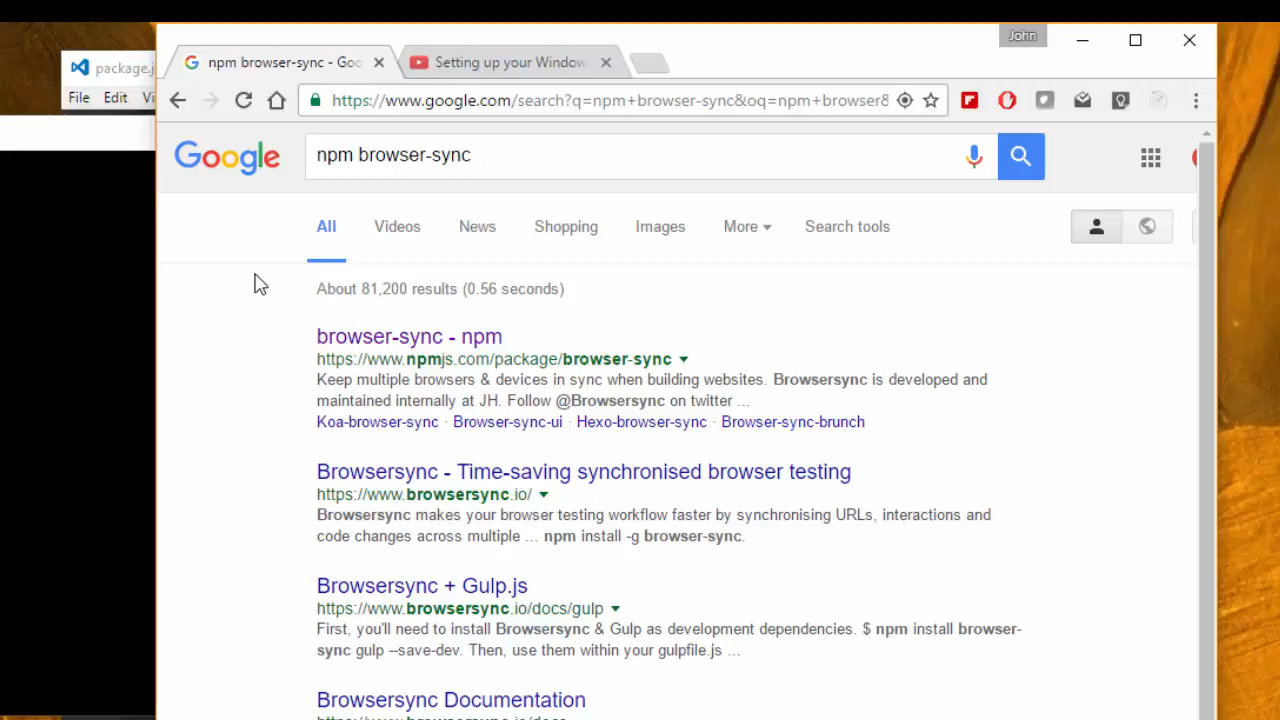 John
package.j
npm browser-sync - Goo
Setting up your Window
File Edit Vi
https://www.google.com/search?q=npm+browser-sync&oq=npm+browser8
Google
npm browser-sync
All
Videos
News
Shopping
Images
More
Search tools
About 81,200 results (0.56 seconds)
browser-sync - npm
https://www.npmjs.com/package/browser-sync
Keep multiple browsers & devices in sync when building websites. Browsersync is developed and
maintained internally at JH. Follow @Browsersync on twitter ...
Koa-browser-sync · Browser-sync-ui · Hexo-browser-sync · Browser-sync-brunch
Browsersync - Time-saving synchronised browser testing
https://www.browsersync.io/
Browsersync makes your browser testing workflow faster by synchronising URLs, interactions and
code changes across multiple ... npm install -g browser-sync.
Browsersync + Gulp.js
https://www.browsersync.io/docs/gulp
First, you'll need to install Browsersync & Gulp as development dependencies. $ npm install browser-
sync gulp --save-dev. Then, use them within your gulpfile.js ...
Browsersync Documentation